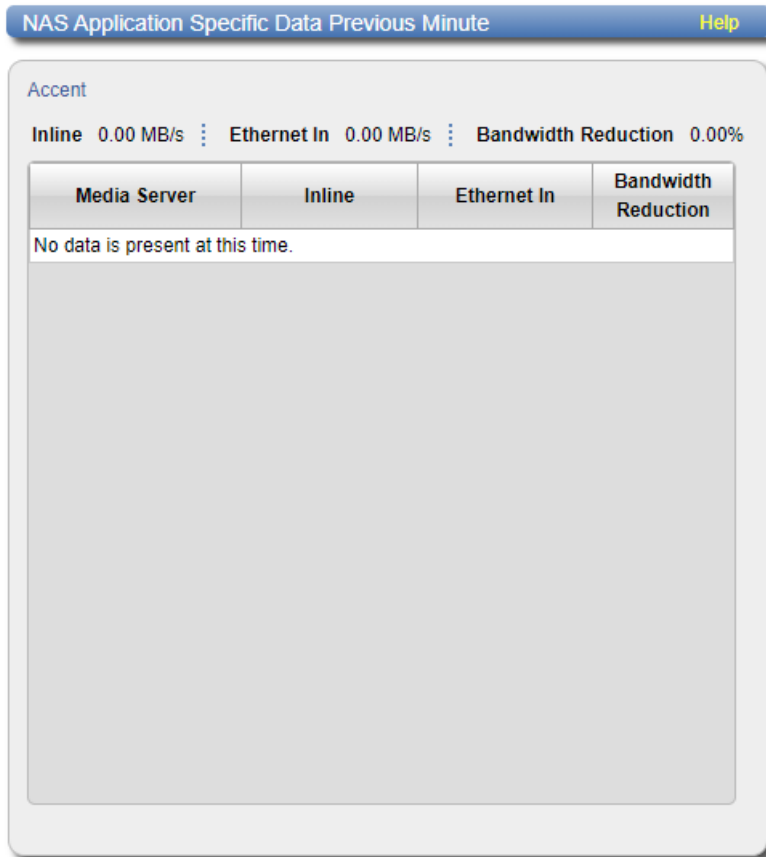 NAS Application Specific Data Previous Minute Help
Accent
Inline 0.00 MB/s Ethernet In 0.00 MB/s Bandwidth Reduction 0.00%
Media Server Inline Ethernet In Bandwidth Reduction
No data is present at this time.